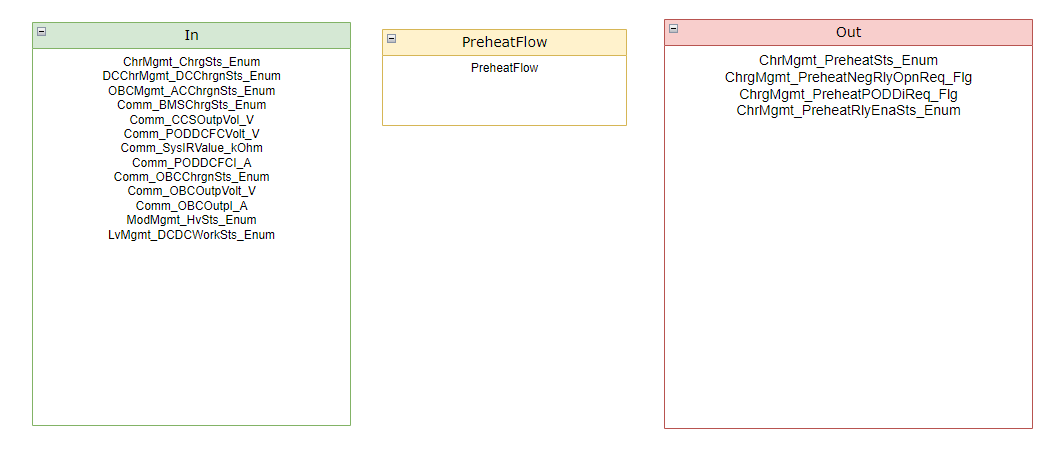 In
ChrMgmt_ChrgSts_Enum
DCChrMgmt_DCChrgnSts_Enum
OBCMgmt_ACChrgnSts_Enum
Comm_BMSChrgSts_Enum
Comm_CCSOutpVol_V
Comm_PODDCFCVolt_V
Comm_SysIRValue_kOhm
Comm_PODDCFCI_A
Comm_OBCChrgnSts_Enum
Comm_OBCOutpVolt_V
Comm_OBCOutpI_A
ModMgmt_HvSts_Enum
LvMgmt_DCDCWorkSts_Enum
PreheatFlow
PreheatFlow
Out
ChrMgmt_PreheatSts_Enum
ChrgMgmt_PreheatNegRlyOpnReq_Flg
ChrgMgmt_PreheatPODDiReq_Flg
ChrMgmt_PreheatRlyEnaSts_Enum